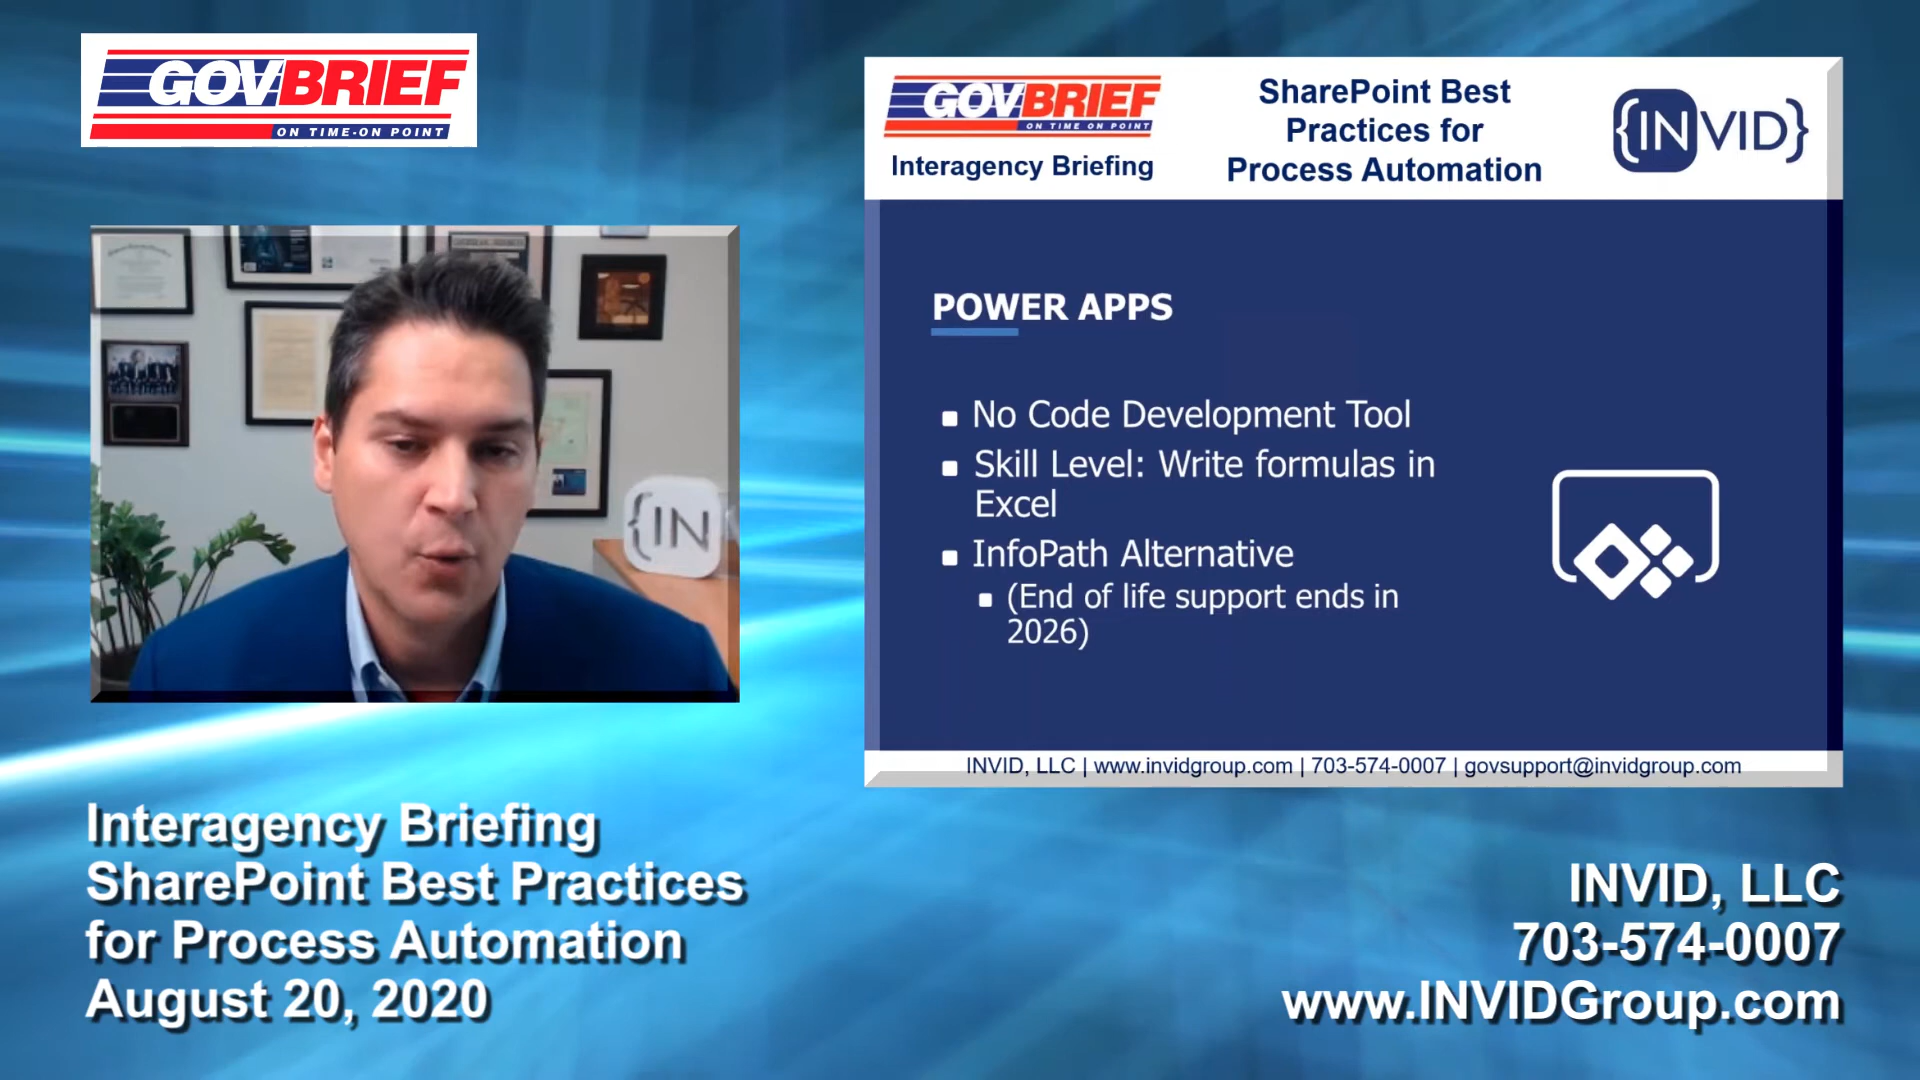 GOVBRIEF
ON TIME-ON POINT
GOVBRIEF
ON TIME ON POINT
Interagency Briefing
SharePoint Best
Practices for
Process Automation
{INVID}
POWER APPS
▪ No Code Development Tool
▪ Skill Level: Write formulas in
Excel
▪ InfoPath Alternative
▪ (End of life support ends in
2026)
INVID, LLC | www.invidgroup.com | 703-574-0007 | govsupport@invidgroup.com
{IN
Interagency Briefing
SharePoint Best Practices
for Process Automation
August 20, 2020
INVID, LLC
703-574-0007
www.INVIDGroup.com